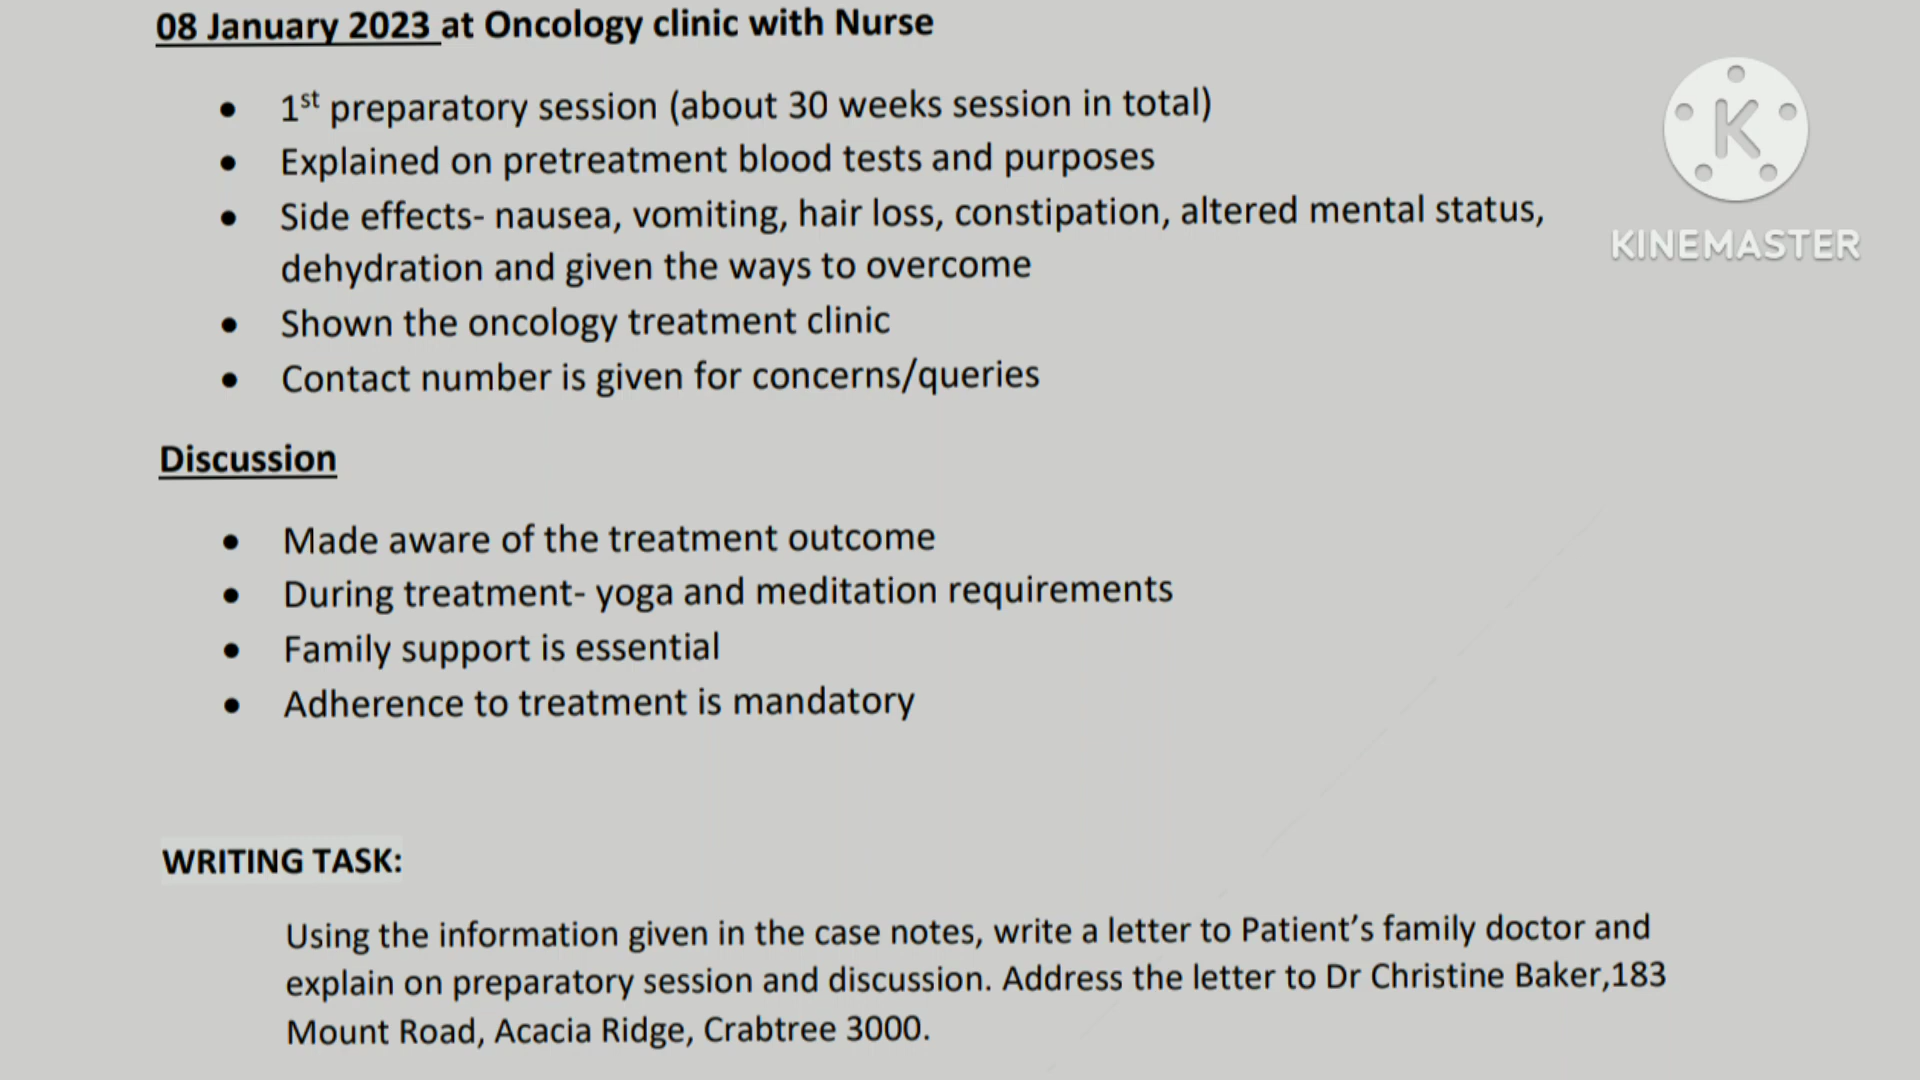 08 January 2023 at Oncology clinic with Nurse
• 1st preparatory session (about 30 weeks session in total)
• Explained on pretreatment blood tests and purposes
• Side effects- nausea, vomiting, hair loss, constipation, altered mental status,
dehydration and given the ways to overcome
• Shown the oncology treatment clinic
• Contact number is given for concerns/queries
K
KINEMASTER
Discussion
• Made aware of the treatment outcome
• During treatment- yoga and meditation requirements
• Family support is essential
• Adherence to treatment is mandatory
WRITING TASK:
Using the information given in the case notes, write a letter to Patient’s family doctor and
explain on preparatory session and discussion. Address the letter to Dr Christine Baker,183
Mount Road, Acacia Ridge, Crabtree 3000.